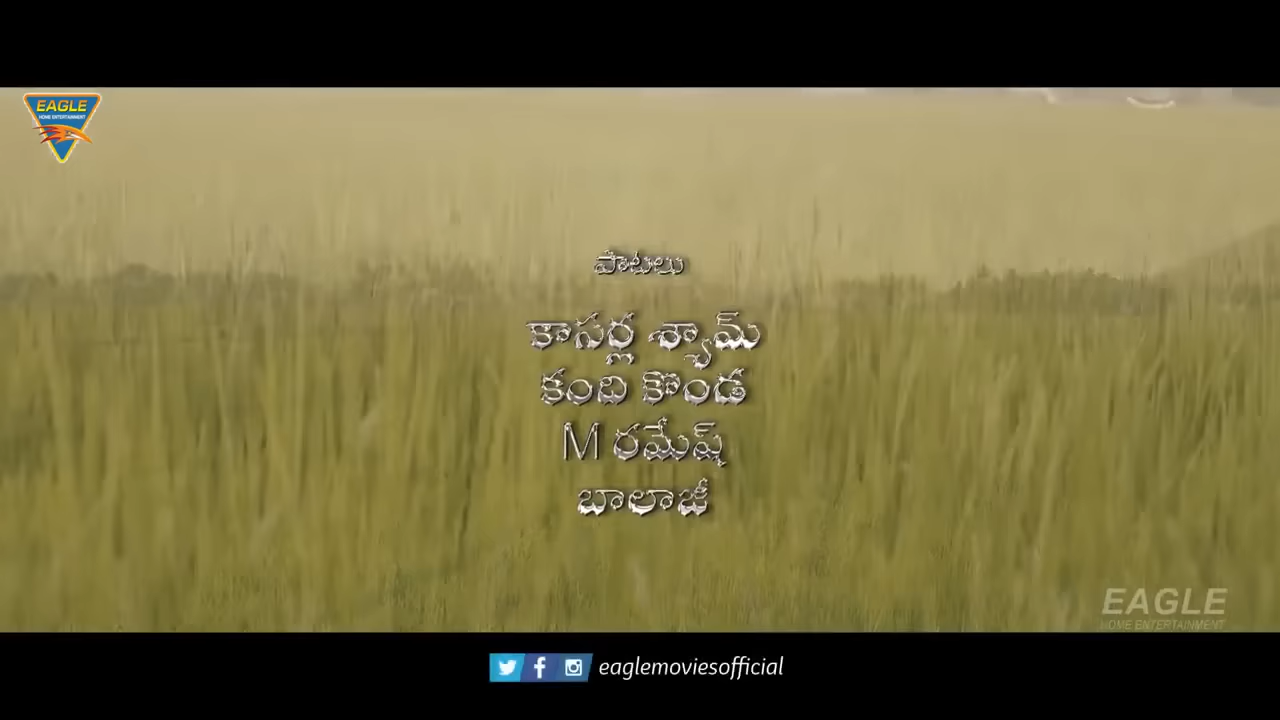 EAGLE
HOME ENTERTAINMENT
పాటలు
కాసర్ల శ్యామ్
కంది కొండ
M రమేష్
బాలాజీ
EAGLE
HOME ENTERTAINMENT
eaglemoviesofficial